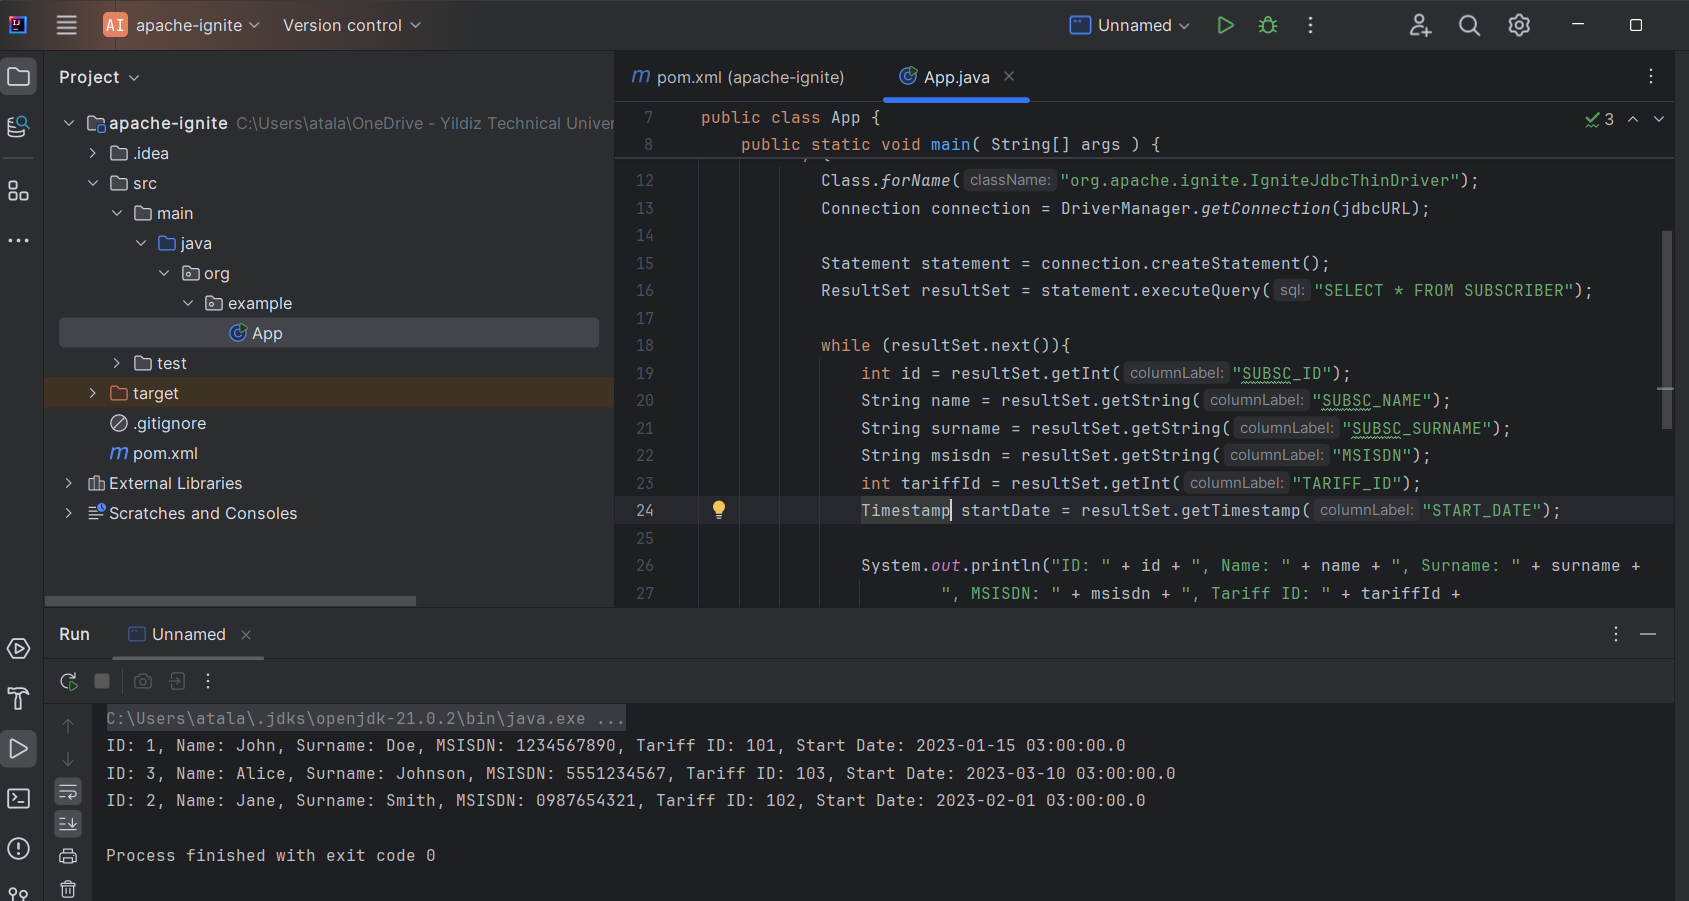 AI apache-ignite Version control Unnamed
Project
pom.xml (apache-ignite) App.java
apache-ignite C:\Users\atala\OneDrive - Yildiz Technical Univer
.idea
src
main
java
org
example
App
test
target
.gitignore
pom.xml
External Libraries
Scratches and Consoles
3
7 public class App {
8 public static void main( String[] args ) {
12 Class.forName( className: "org.apache.ignite.IgniteJdbcThinDriver");
13 Connection connection = DriverManager.getConnection(jdbcURL);
14
15 Statement statement = connection.createStatement();
16 ResultSet resultSet = statement.executeQuery( sql: "SELECT * FROM SUBSCRIBER");
17
18 while (resultSet.next()){
19 int id = resultSet.getInt( columnLabel: "SUBSC_ID");
20 String name = resultSet.getString( columnLabel: "SUBSC_NAME");
21 String surname = resultSet.getString( columnLabel: "SUBSC_SURNAME");
22 String msisdn = resultSet.getString( columnLabel: "MSISDN");
23 int tariffId = resultSet.getInt( columnLabel: "TARIFF_ID");
24 Timestamp startDate = resultSet.getTimestamp( columnLabel: "START_DATE");
25
26 System.out.println("ID: " + id + ", Name: " + name + ", Surname: " + surname +
27 ", MSISDN: " + msisdn + ", Tariff ID: " + tariffId +
Run Unnamed
C:\Users\atala\.jdks\openjdk-21.0.2\bin\java.exe ...
ID: 1, Name: John, Surname: Doe, MSISDN: 1234567890, Tariff ID: 101, Start Date: 2023-01-15 03:00:00.0
ID: 3, Name: Alice, Surname: Johnson, MSISDN: 5551234567, Tariff ID: 103, Start Date: 2023-03-10 03:00:00.0
ID: 2, Name: Jane, Surname: Smith, MSISDN: 0987654321, Tariff ID: 102, Start Date: 2023-02-01 03:00:00.0
Process finished with exit code 0